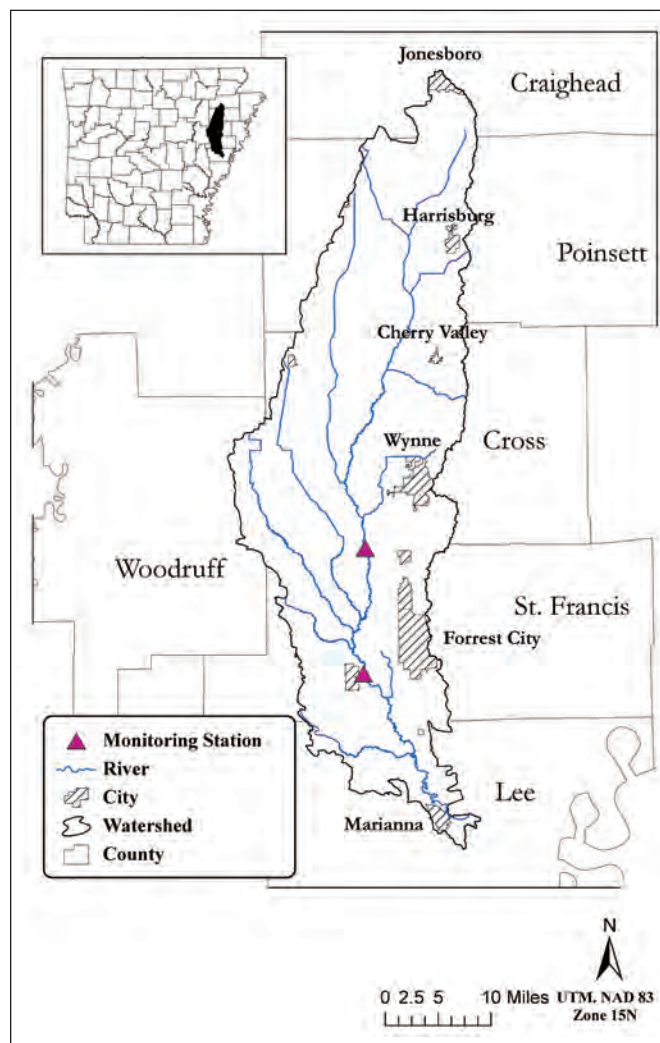 Jonesboro
Craighead
Harrisburg
Poinsett
Cherry Valley
Wynne
Cross
Woodruff
St. Francis
Forrest City
Monitoring Station
River
City
Watershed
County
Lee
Marianna
N
0 2.5 5 10 Miles
UTM. NAD 83
Zone 15N